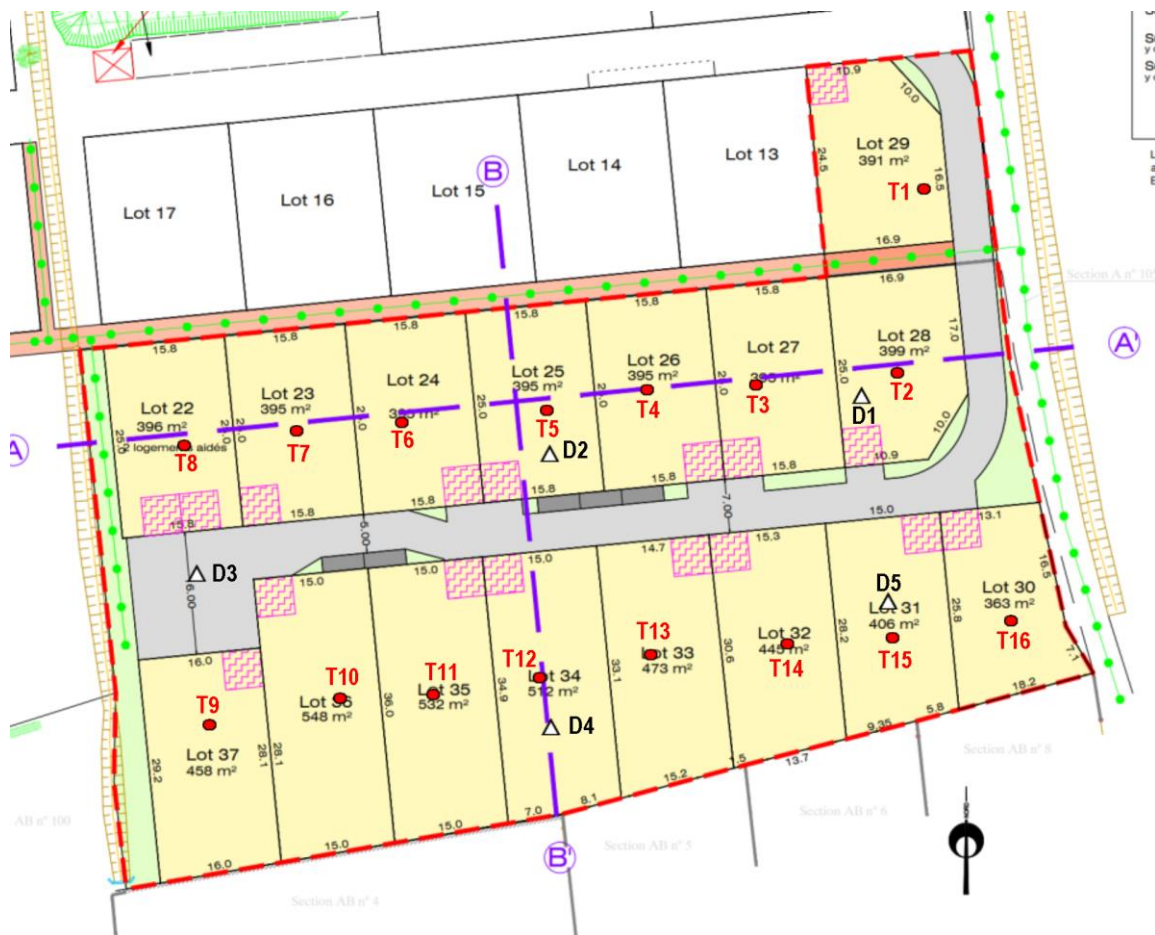 10.9
10.0
Lot 29
391 m²
24.5
16.5
T1
16.9
Lot 13
Lot 14
B
Lot 15
Lot 16
Lot 17
Section A n° 105
15.8
15.8
15.8
15.8
15.8
15.8
16.9
17.0
A'
Lot 28
399 m²
T2
25.0
D1
10.0
10.9
Lot 27
T3
15.8
Lot 26
395 m²
T4
15.8
Lot 25
395 m²
T5
25.0
D2
15.8
Lot 24
T6
15.8
Lot 23
395 m²
T7
15.8
Lot 22
396 m²
2 logements aidés
T8
25.0
15.8
A
5.00
7.00
D3
6.00
16.0
15.0
15.0
15.0
14.7
15.3
15.0
13.1
16.5
D5
Lot 30
363 m²
T16
7.1
25.8
Lot 31
406 m²
T15
28.2
Lot 32
445 m²
T14
30.6
T13
Lot 33
473 m²
33.1
T12
Lot 34
512 m²
D4
34.9
T11
Lot 35
532 m²
36.0
T10
Lot 36
548 m²
28.1
28.1
T9
Lot 37
458 m²
29.2
18.2
5.8
9.35
13.7
1.5
15.2
8.1
7.0
15.0
15.0
16.0
B'
AB n° 100
Section AB n° 8
Section AB n° 6
Section AB n° 5
Section AB n° 4